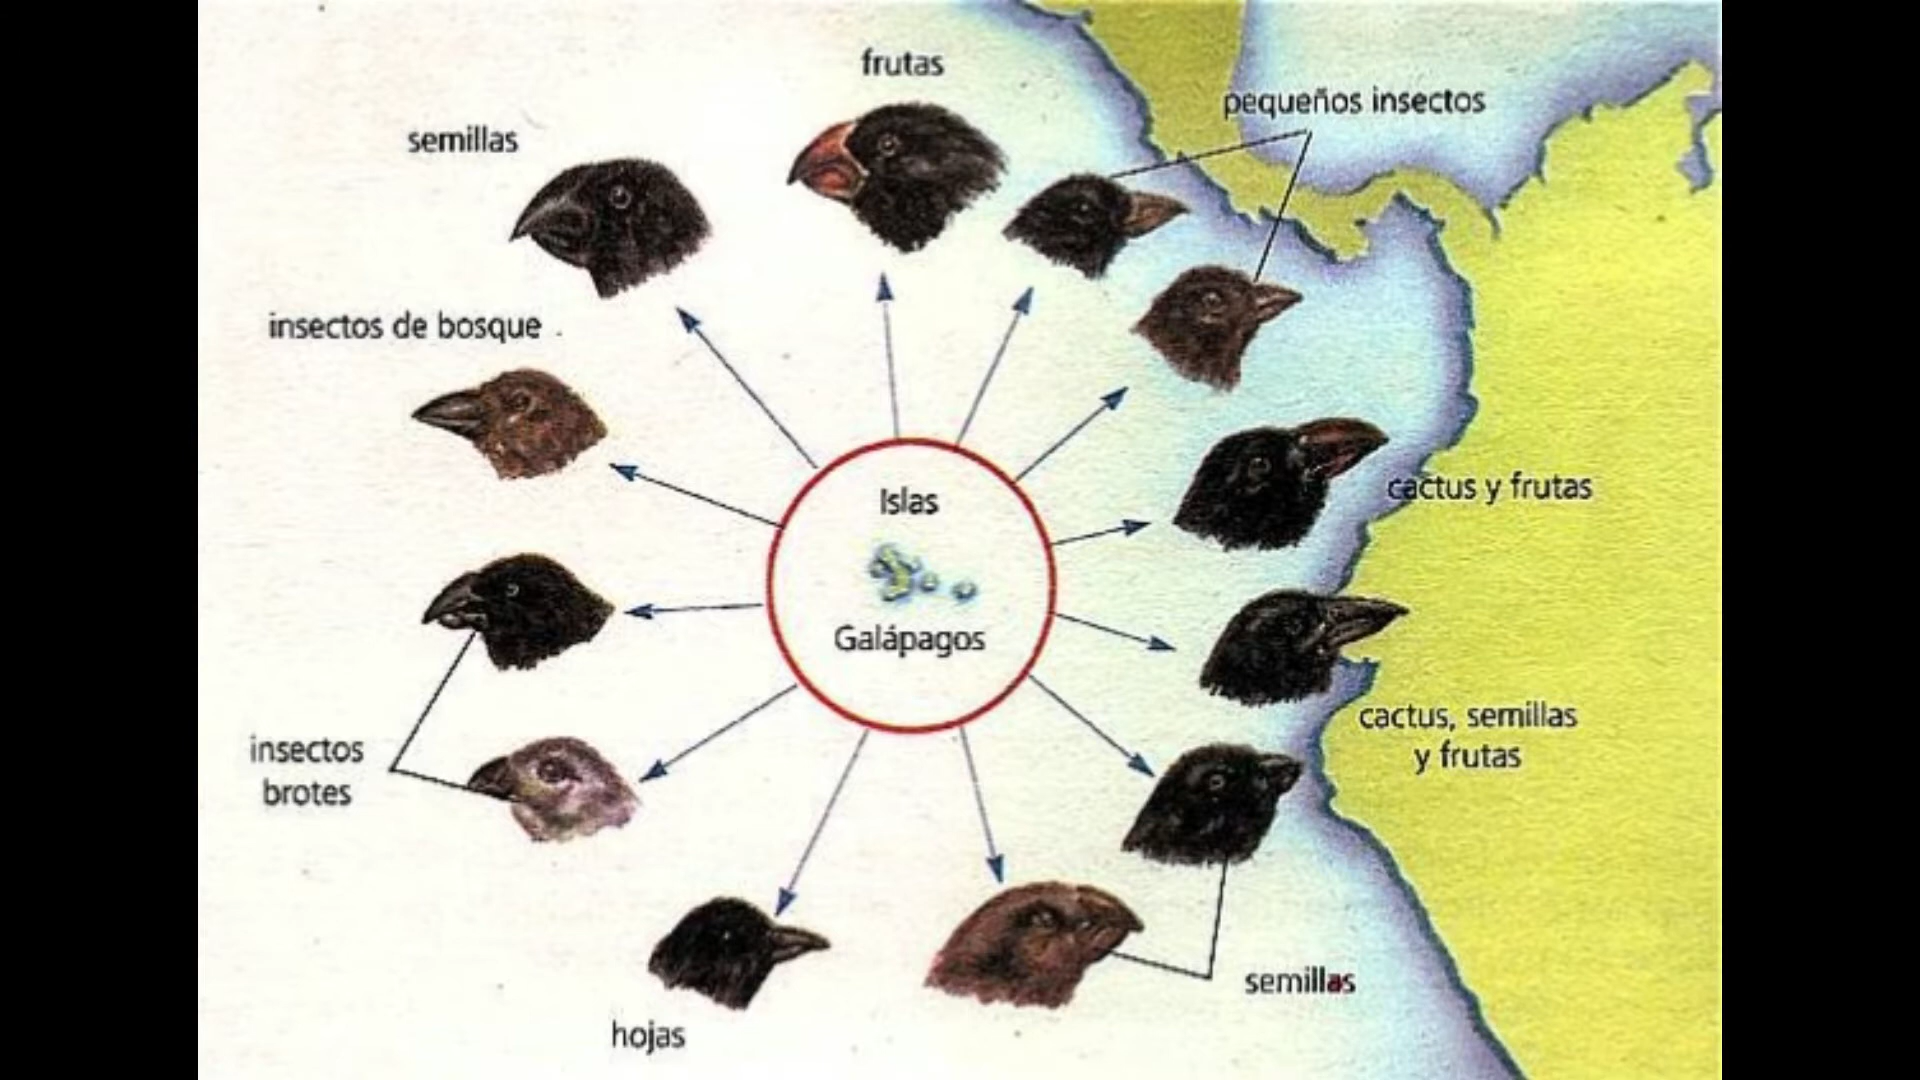 frutas
pequeños insectos
semillas
insectos de bosque
cactus y frutas
Islas
Galápagos
cactus, semillas
y frutas
insectos
brotes
semillas
hojas